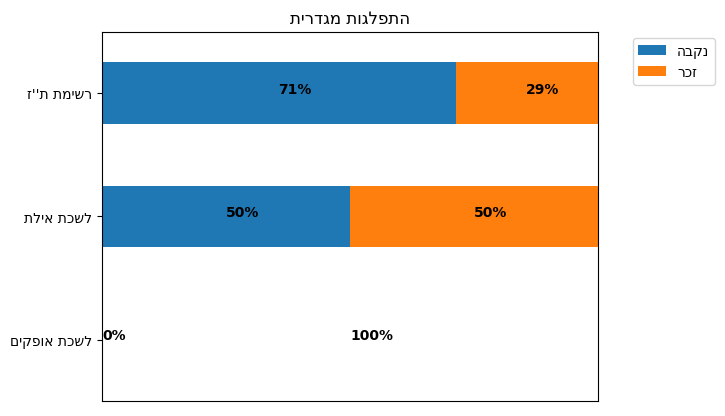 התפלגות מגדרית
נקבה
זכר
רשימת ת''ז
71%
29%
לשכת אילת
50%
50%
לשכת אופקים
0%
100%